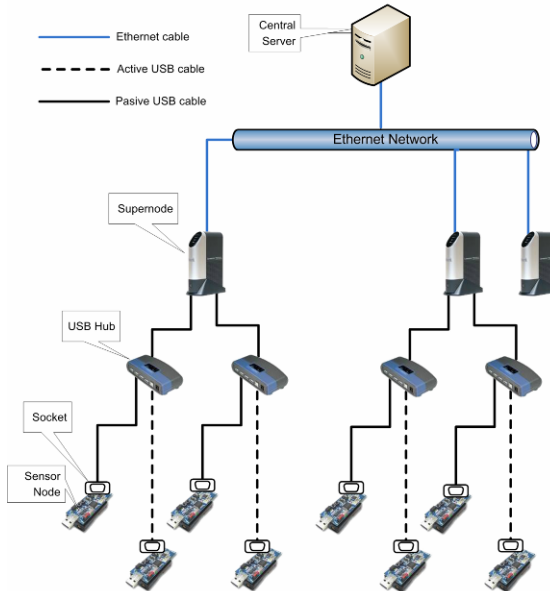 Central
Server
Ethernet cable
Active USB cable
Pasive USB cable
Ethernet Network
Supernode
USB Hub
Socket
Sensor
Node